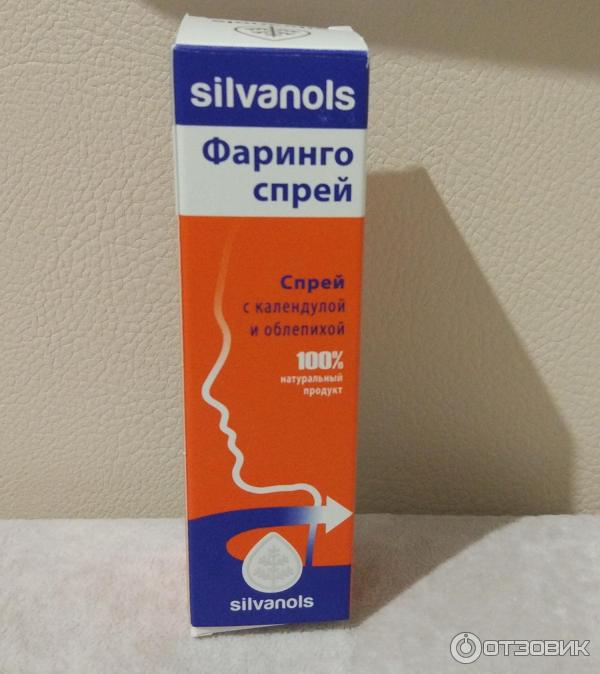 silvanols
Фаринго
спрей
Спрей
с календулой
и облепихой
100%
натуральный
продукт
silvanols
ОТЗОВИК